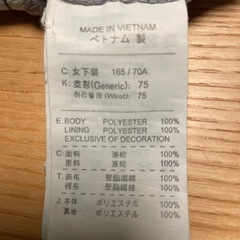 MADE IN VIETNAM
ベトナム 製
C: 女下装 165 / 70A
K: 호칭(Generic): 75
허리둘레 (Waist): 75
E: BODY POLYESTER 100%
LINING POLYESTER 100%
EXCLUSIVE OF DECORATION
C: 面料 涤纶 100%
里料 涤纶 100%
T: 表布 聚酯纖維 100%
裡布 聚酯纖維 100%
J: 本体 ポリエステル 100%
裏地 ポリエステル 100%